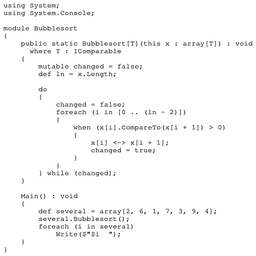 using System;
using System.Console;
module Bubblesort
{
public static Bubblesort[T](this x : array[T]) : void
where T : IComparable
{
mutable changed = false;
def ln = x.Length;
do
{
changed = false;
foreach (i in [0 .. (ln - 2)])
{
when (x[i].CompareTo(x[i + 1]) > 0)
{
x[i] <-> x[i + 1];
changed = true;
}
}
} while (changed);
}
Main() : void
{
def several = array[2, 6, 1, 7, 3, 9, 4];
several.Bubblesort();
foreach (i in several)
Write($"$i  ");
}
}